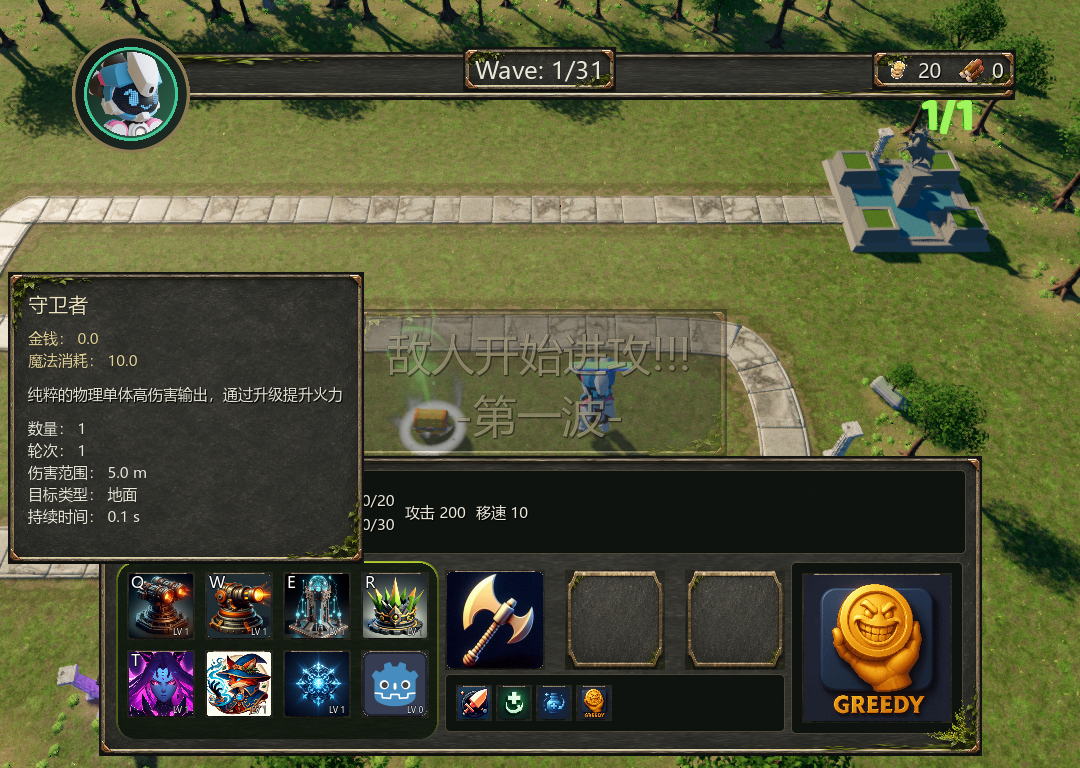 Wave: 1/31
20
0
1/1
守卫者
金钱： 0.0
魔法消耗： 10.0
纯粹的物理单体高伤害输出，通过升级提升火力
数量： 1
轮次： 1
伤害范围： 5.0 m
目标类型： 地面
持续时间： 0.1 s
敌人开始进攻!!!
-第一波-
0/20
0/30
攻击 200 移速 10
Q LV 1
W LV 1
E LV 1
R LV 1
T LV 1
LV 1
LV 1
LV 0
GREEDY
GREEDY